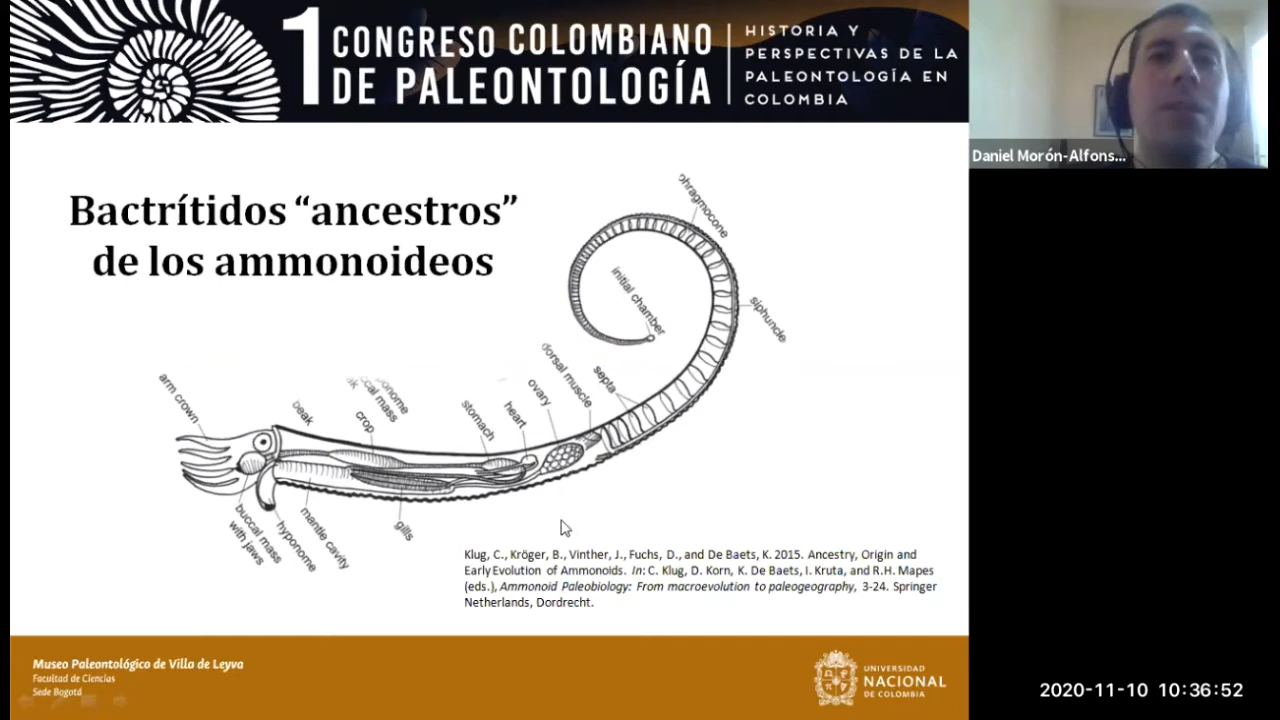 1 CONGRESO COLOMBIANO
DE PALEONTOLOGÍA
HISTORIA Y
PERSPECTIVAS DE LA
PALEONTOLOGÍA EN
COLOMBIA
Daniel Morón-Alfons...
Bactrítidos “ancestros”
de los ammonoideos
phragmocone
initial chamber
siphuncle
dorsal muscle
septa
ovary
heart
stomach
crop
beak
arm crown
buccal mass
with jaws
hyponome
mantle cavity
gills
Klug, C., Kröger, B., Vinther, J., Fuchs, D., and De Baets, K. 2015. Ancestry, Origin and
Early Evolution of Ammonoids. In: C. Klug, D. Korn, K. De Baets, I. Kruta, and R.H. Mapes
(eds.), Ammonoid Paleobiology: From macroevolution to paleogeography, 3-24. Springer
Netherlands, Dordrecht.
Museo Paleontológico de Villa de Leyva
Facultad de Ciencias
Sede Bogotá
UNIVERSIDAD
NACIONAL
DE COLOMBIA
2020-11-10 10:36:52